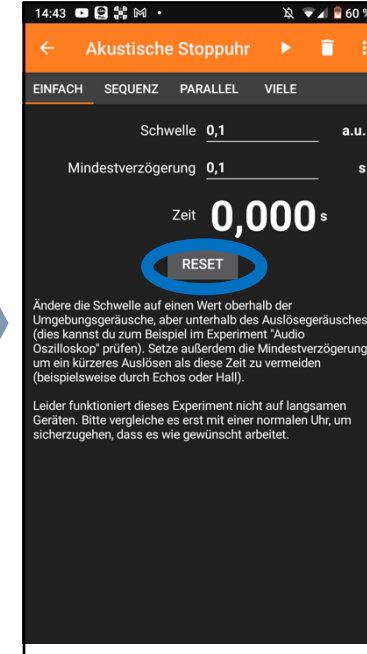 14:43 60 %
Akustische Stoppuhr
EINFACH SEQUENZ PARALLEL VIELE
Schwelle 0,1 a.u.
Mindestverzögerung 0,1 s
Zeit 0,000 s
RESET
Ändere die Schwelle auf einen Wert oberhalb der
Umgebungsgeräusche, aber unterhalb des Auslösegeräusches
(dies kannst du zum Beispiel im Experiment "Audio
Oszilloskop" prüfen). Setze außerdem die Mindestverzögerung
um ein kürzeres Auslösen als diese Zeit zu vermeiden
(beispielsweise durch Echos oder Hall).
Leider funktioniert dieses Experiment nicht auf langsamen
Geräten. Bitte vergleiche es erst mit einer normalen Uhr, um
sicherzugehen, dass es wie gewünscht arbeitet.